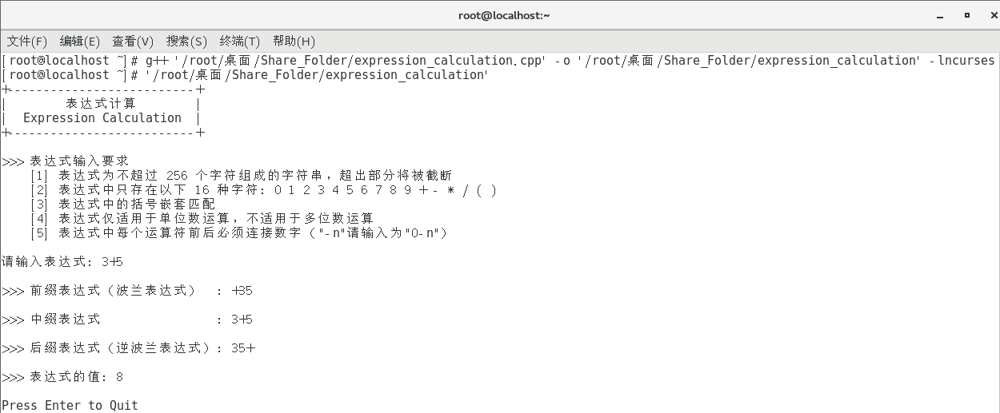 root@localhost:~
文件(F) 编辑(E) 查看(V) 搜索(S) 终端(T) 帮助(H)
[root@localhost ~]# g++ '/root/桌面/Share_Folder/expression_calculation.cpp' -o '/root/桌面/Share_Folder/expression_calculation' -lncurses
[root@localhost ~]# '/root/桌面/Share_Folder/expression_calculation'
+--------------------------+
|        表达式计算        |
|  Expression Calculation  |
+--------------------------+
>>> 表达式输入要求
    [1] 表达式为不超过 256 个字符组成的字符串，超出部分将被截断
    [2] 表达式中只存在以下 16 种字符: 0 1 2 3 4 5 6 7 8 9 + - * / ( )
    [3] 表达式中的括号嵌套匹配
    [4] 表达式仅适用于单位数运算，不适用于多位数运算
    [5] 表达式中每个运算符前后必须连接数字（"-n"请输入为"0-n"）
请输入表达式: 3+5
>>> 前缀表达式（波兰表达式）  : +35
>>> 中缀表达式                : 3+5
>>> 后缀表达式（逆波兰表达式）: 35+
>>> 表达式的值: 8
Press Enter to Quit